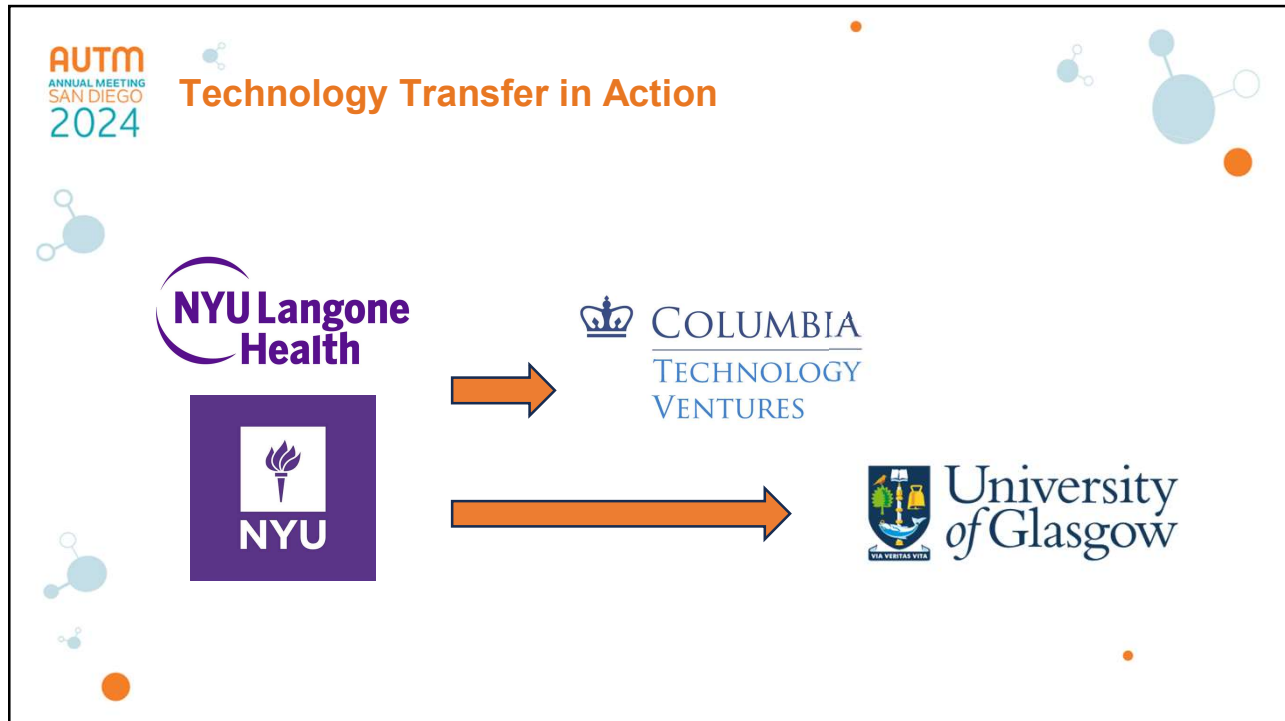 AUTM
ANNUAL MEETING
SAN DIEGO
2024
Technology Transfer in Action
NYU Langone
Health
COLUMBIA
TECHNOLOGY
VENTURES
NYU
University
of Glasgow
VIA VERITAS VITA